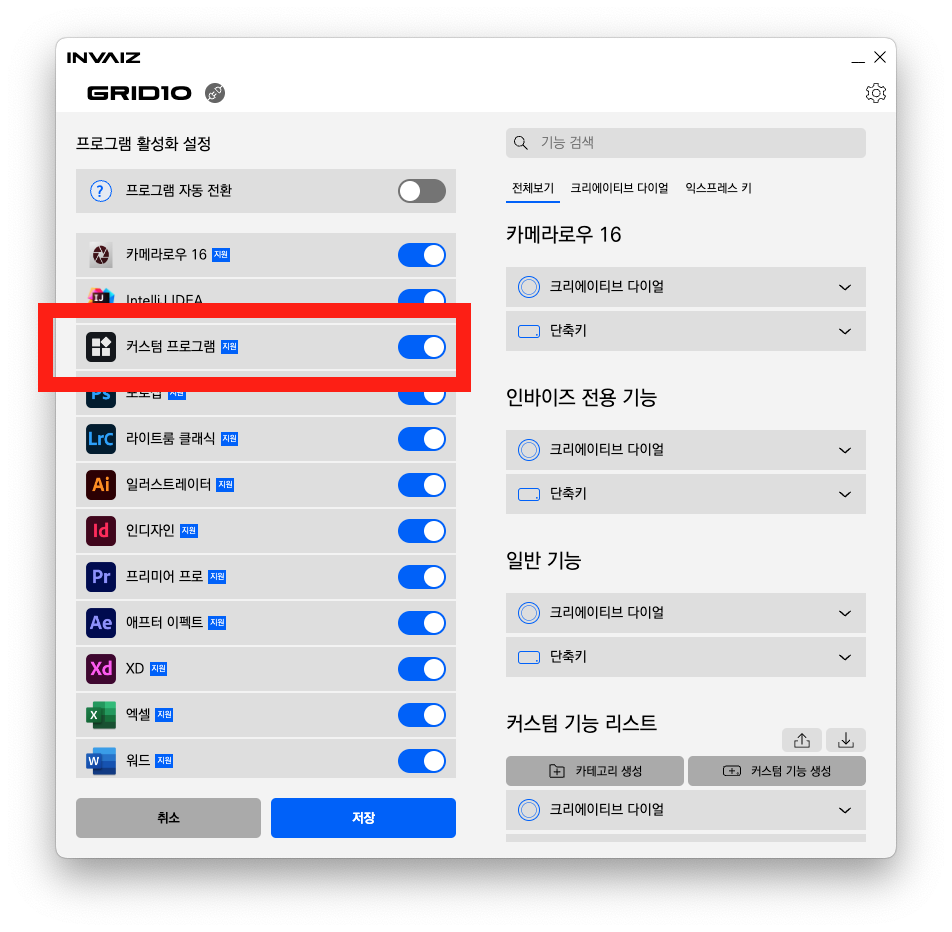 INVAIZ
GRID10
프로그램 활성화 설정
? 프로그램 자동 전환
카메라로우 16 지원
IntelliJ IDEA
커스텀 프로그램 지원
Ps 포토샵 지원
LrC 라이트룸 클래식 지원
Ai 일러스트레이터 지원
Id 인디자인 지원
Pr 프리미어 프로 지원
Ae 애프터 이펙트 지원
Xd XD 지원
X 엑셀 지원
W 워드 지원
취소
저장
기능 검색
전체보기 크리에이티브 다이얼 익스프레스 키
카메라로우 16
크리에이티브 다이얼
단축키
인바이즈 전용 기능
크리에이티브 다이얼
단축키
일반 기능
크리에이티브 다이얼
단축키
커스텀 기능 리스트
카테고리 생성
커스텀 기능 생성
크리에이티브 다이얼